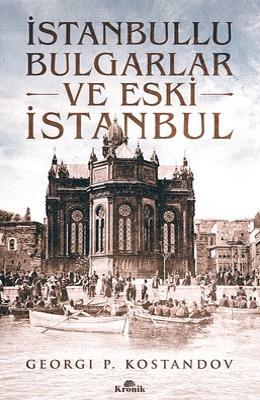 İSTANBULLU
BULGARLAR
VE ESKİ
İSTANBUL
GEORGI P. KOSTANDOV
Kronik